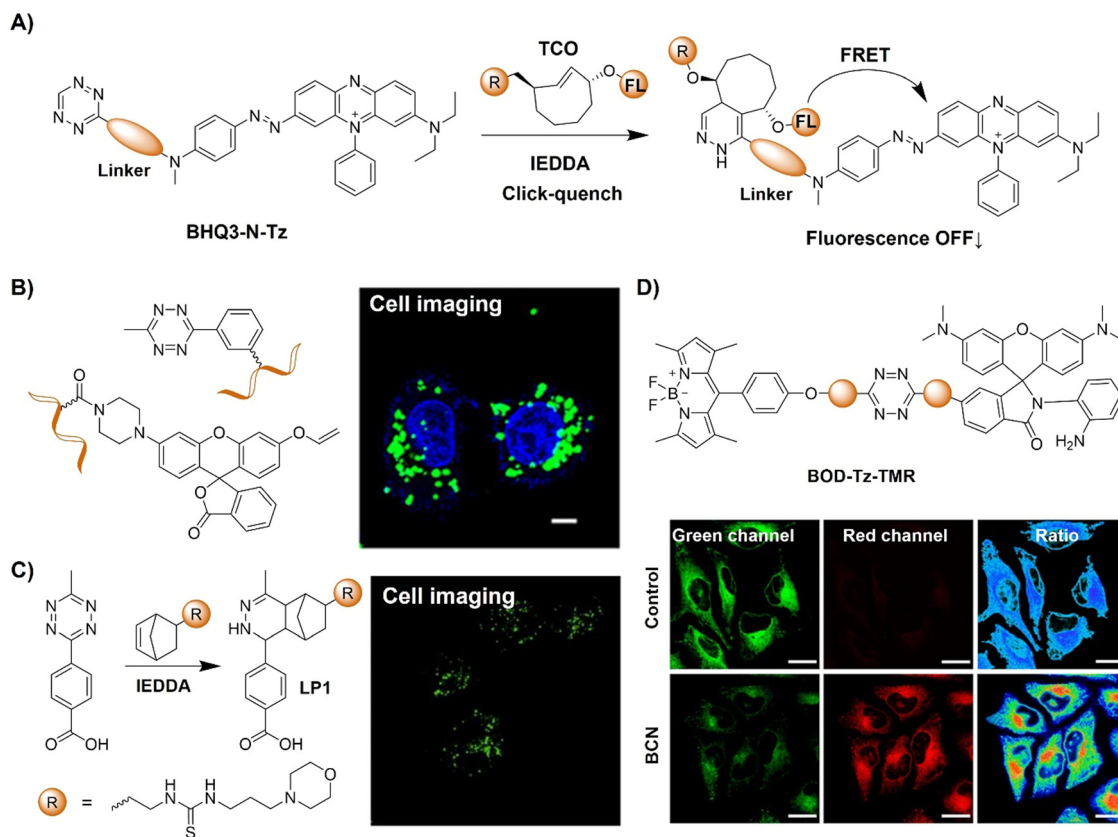 A)
TCO
R
O
FL
IEDDA
Click-quench
N
N
N
N
Linker
N
N
N
N
N
+
N
BHQ3-N-Tz
R
O
O
FL
FRET
N
N
H
Linker
N
N
N
N
N
+
N
Fluorescence OFF↓
B)
N
N
N
N
O
N
N
O
O
O
O
Cell imaging
C)
N
N
N
N
O
OH
R
IEDDA
N
HN
R
LP1
O
OH
Cell imaging
R
=
H
N
H
N
S
N
O
D)
F
F
B
-
N
+
N
O
N
N
N
N
N
O
N
N
O
H₂N
BOD-Tz-TMR
Green channel
Red channel
Ratio
Control
BCN